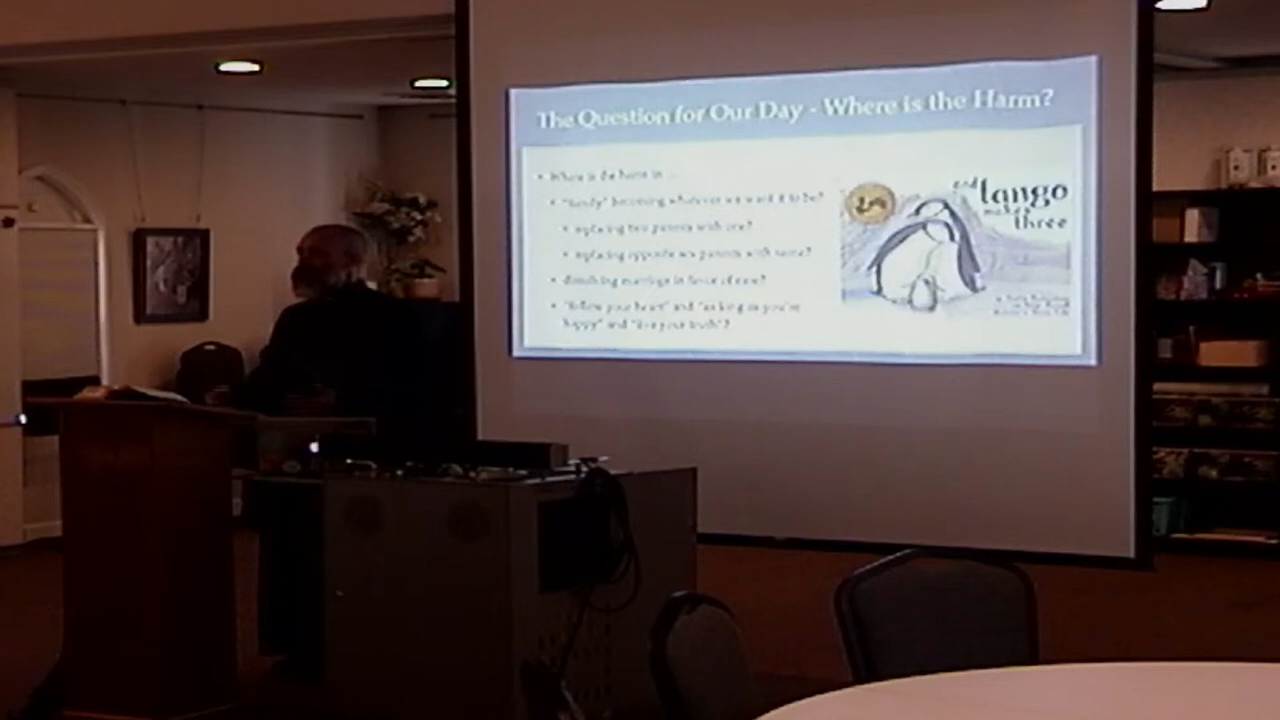 The Question for Our Day - Where is the Harm?
Where is the harm in ...
"family" becoming whatever we want it to be?
replacing two parents with one?
replacing opposite sex parents with same?
dissolving marriage in favor of
"follow your heart" and "as long as you're
happy" and "live your truth"?
and
tango
makes
three